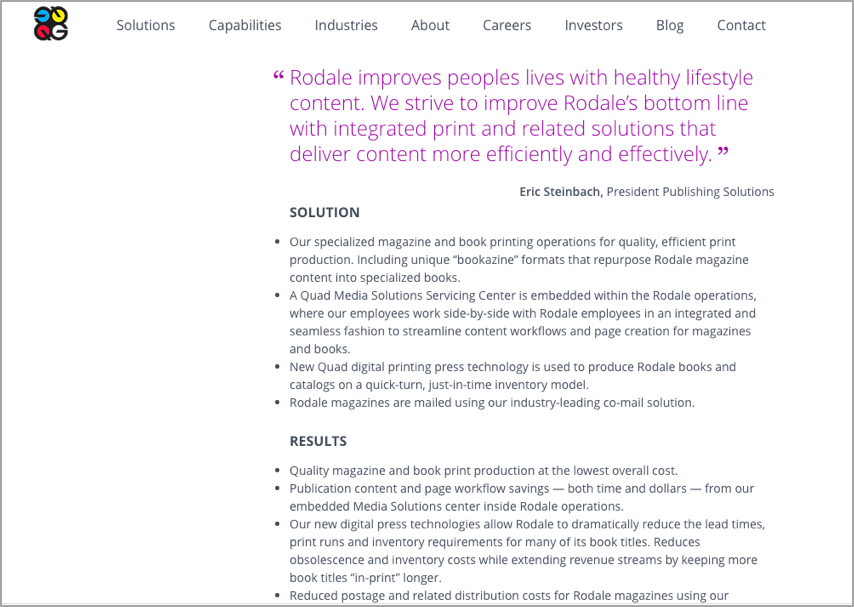 Solutions Capabilities Industries About Careers Investors Blog Contact
QG
“ Rodale improves peoples lives with healthy lifestyle
content. We strive to improve Rodale’s bottom line
with integrated print and related solutions that
deliver content more efficiently and effectively. ”
Eric Steinbach, President Publishing Solutions
SOLUTION
• Our specialized magazine and book printing operations for quality, efficient print
production. Including unique “bookazine” formats that repurpose Rodale magazine
content into specialized books.
• A Quad Media Solutions Servicing Center is embedded within the Rodale operations,
where our employees work side-by-side with Rodale employees in an integrated and
seamless fashion to streamline content workflows and page creation for magazines
and books.
• New Quad digital printing press technology is used to produce Rodale books and
catalogs on a quick-turn, just-in-time inventory model.
• Rodale magazines are mailed using our industry-leading co-mail solution.
RESULTS
• Quality magazine and book print production at the lowest overall cost.
• Publication content and page workflow savings — both time and dollars — from our
embedded Media Solutions center inside Rodale operations.
• Our new digital press technologies allow Rodale to dramatically reduce the lead times,
print runs and inventory requirements for many of its book titles. Reduces
obsolescence and inventory costs while extending revenue streams by keeping more
book titles “in-print” longer.
• Reduced postage and related distribution costs for Rodale magazines using our